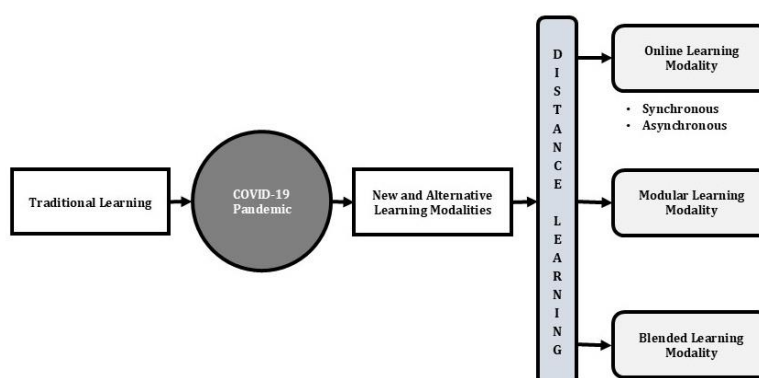 Traditional Learning
COVID-19
Pandemic
New and Alternative
Learning Modalities
D
I
S
T
A
N
C
E
L
E
A
R
N
I
N
G
Online Learning
Modality
• Synchronous
• Asynchronous
Modular Learning
Modality
Blended Learning
Modality